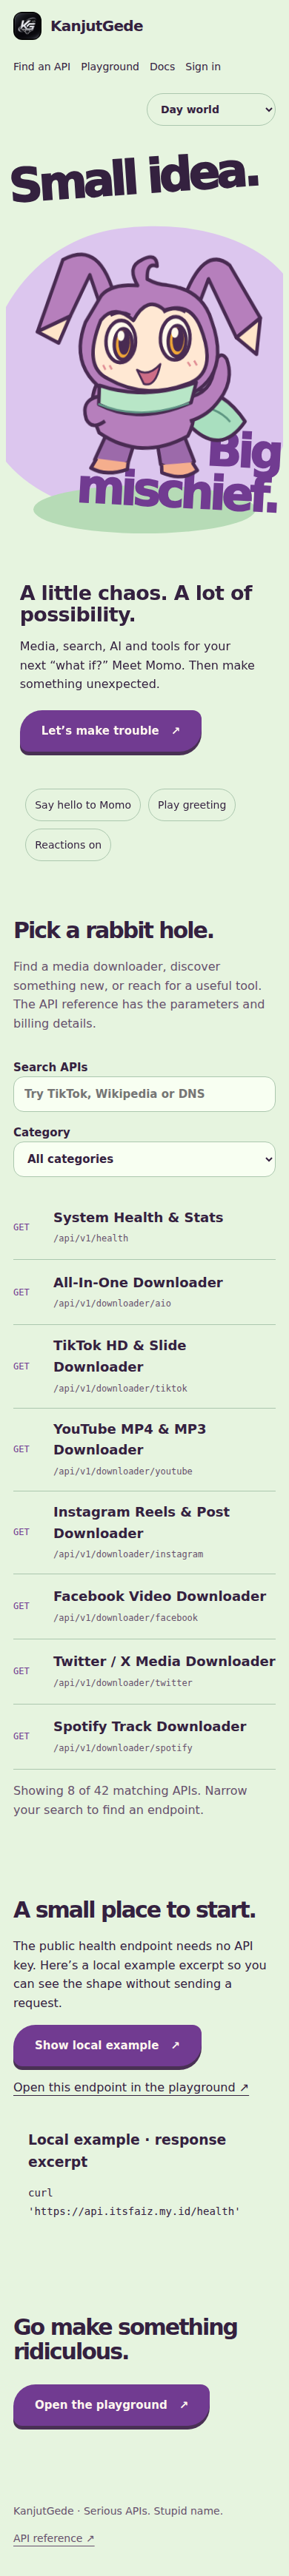 KanjutGede
Find an API Playground Docs Sign in
Day world
Small idea.
Big
mischief.
A little chaos. A lot of
possibility.
Media, search, AI and tools for your
next “what if?” Meet Momo. Then make
something unexpected.
Let’s make trouble ↗
Say hello to Momo
Play greeting
Reactions on
Pick a rabbit hole.
Find a media downloader, discover
something new, or reach for a useful tool.
The API reference has the parameters and
billing details.
Search APIs
Try TikTok, Wikipedia or DNS
Category
All categories
GET
System Health & Stats
/api/v1/health
GET
All-In-One Downloader
/api/v1/downloader/aio
GET
TikTok HD & Slide
Downloader
/api/v1/downloader/tiktok
GET
YouTube MP4 & MP3
Downloader
/api/v1/downloader/youtube
GET
Instagram Reels & Post
Downloader
/api/v1/downloader/instagram
GET
Facebook Video Downloader
/api/v1/downloader/facebook
GET
Twitter / X Media Downloader
/api/v1/downloader/twitter
GET
Spotify Track Downloader
/api/v1/downloader/spotify
Showing 8 of 42 matching APIs. Narrow
your search to find an endpoint.
A small place to start.
The public health endpoint needs no API
key. Here’s a local example excerpt so you
can see the shape without sending a
request.
Show local example ↗
Open this endpoint in the playground ↗
Local example · response
excerpt
curl
'https://api.itsfaiz.my.id/health'
Go make something
ridiculous.
Open the playground ↗
KanjutGede · Serious APIs. Stupid name.
API reference ↗